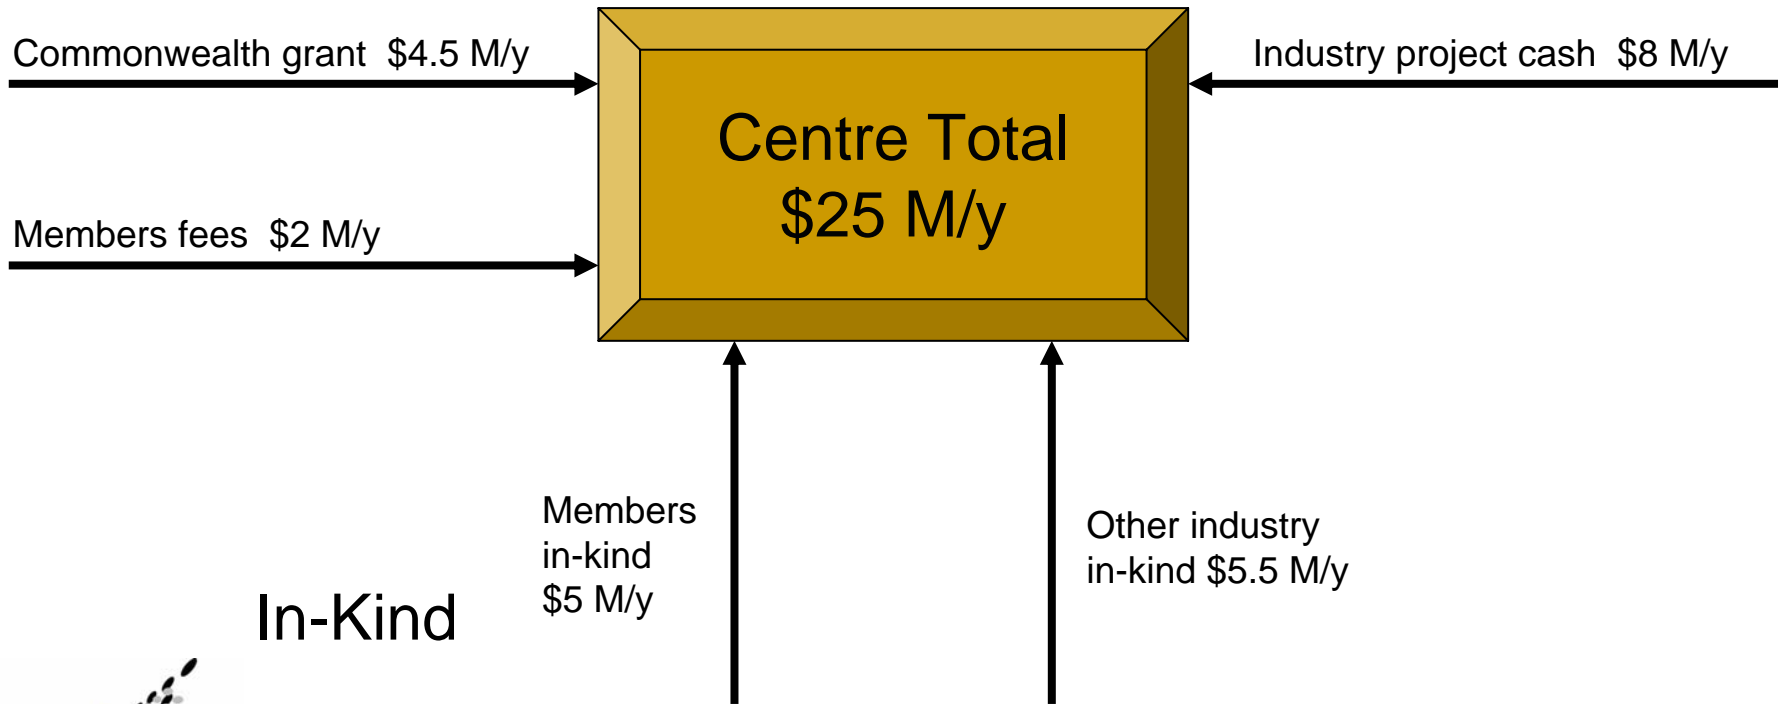 Commonwealth grant $4.5 M/y
Industry project cash $8 M/y
Centre Total
$25 M/y
Members fees $2 M/y
Members
in-kind
$5 M/y
Other industry
in-kind $5.5 M/y
In-Kind